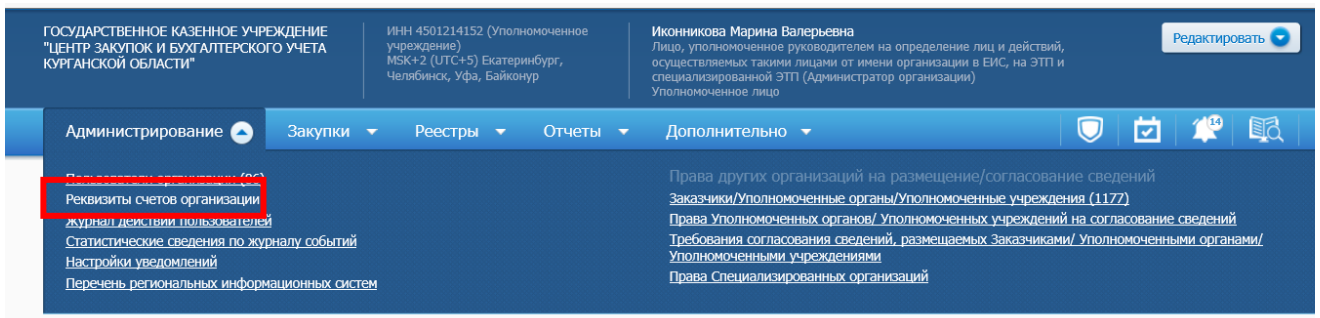 ГОСУДАРСТВЕННОЕ КАЗЕННОЕ УЧРЕЖДЕНИЕ
"ЦЕНТР ЗАКУПОК И БУХГАЛТЕРСКОГО УЧЕТА
КУРГАНСКОЙ ОБЛАСТИ"
ИНН 4501214152 (Уполномоченное
учреждение)
MSK+2 (UTC+5) Екатеринбург,
Челябинск, Уфа, Байконур
Иконникова Марина Валерьевна
Лицо, уполномоченное руководителем на определение лиц и действий,
осуществляемых такими лицами от имени организации в ЕИС, на ЭТП и
специализированной ЭТП (Администратор организации)
Уполномоченное лицо
Редактировать
Администрирование
Закупки
Реестры
Отчеты
Дополнительно
14
Пользователи организации (86)
Реквизиты счетов организации
Журнал действий пользователей
Статистические сведения по журналу событий
Настройки уведомлений
Перечень региональных информационных систем
Права других организаций на размещение/согласование сведений
Заказчики/Уполномоченные органы/Уполномоченные учреждения (1177)
Права Уполномоченных органов/ Уполномоченных учреждений на согласование сведений
Требования согласования сведений, размещаемых Заказчиками/ Уполномоченными органами/
Уполномоченными учреждениями
Права Специализированных организаций